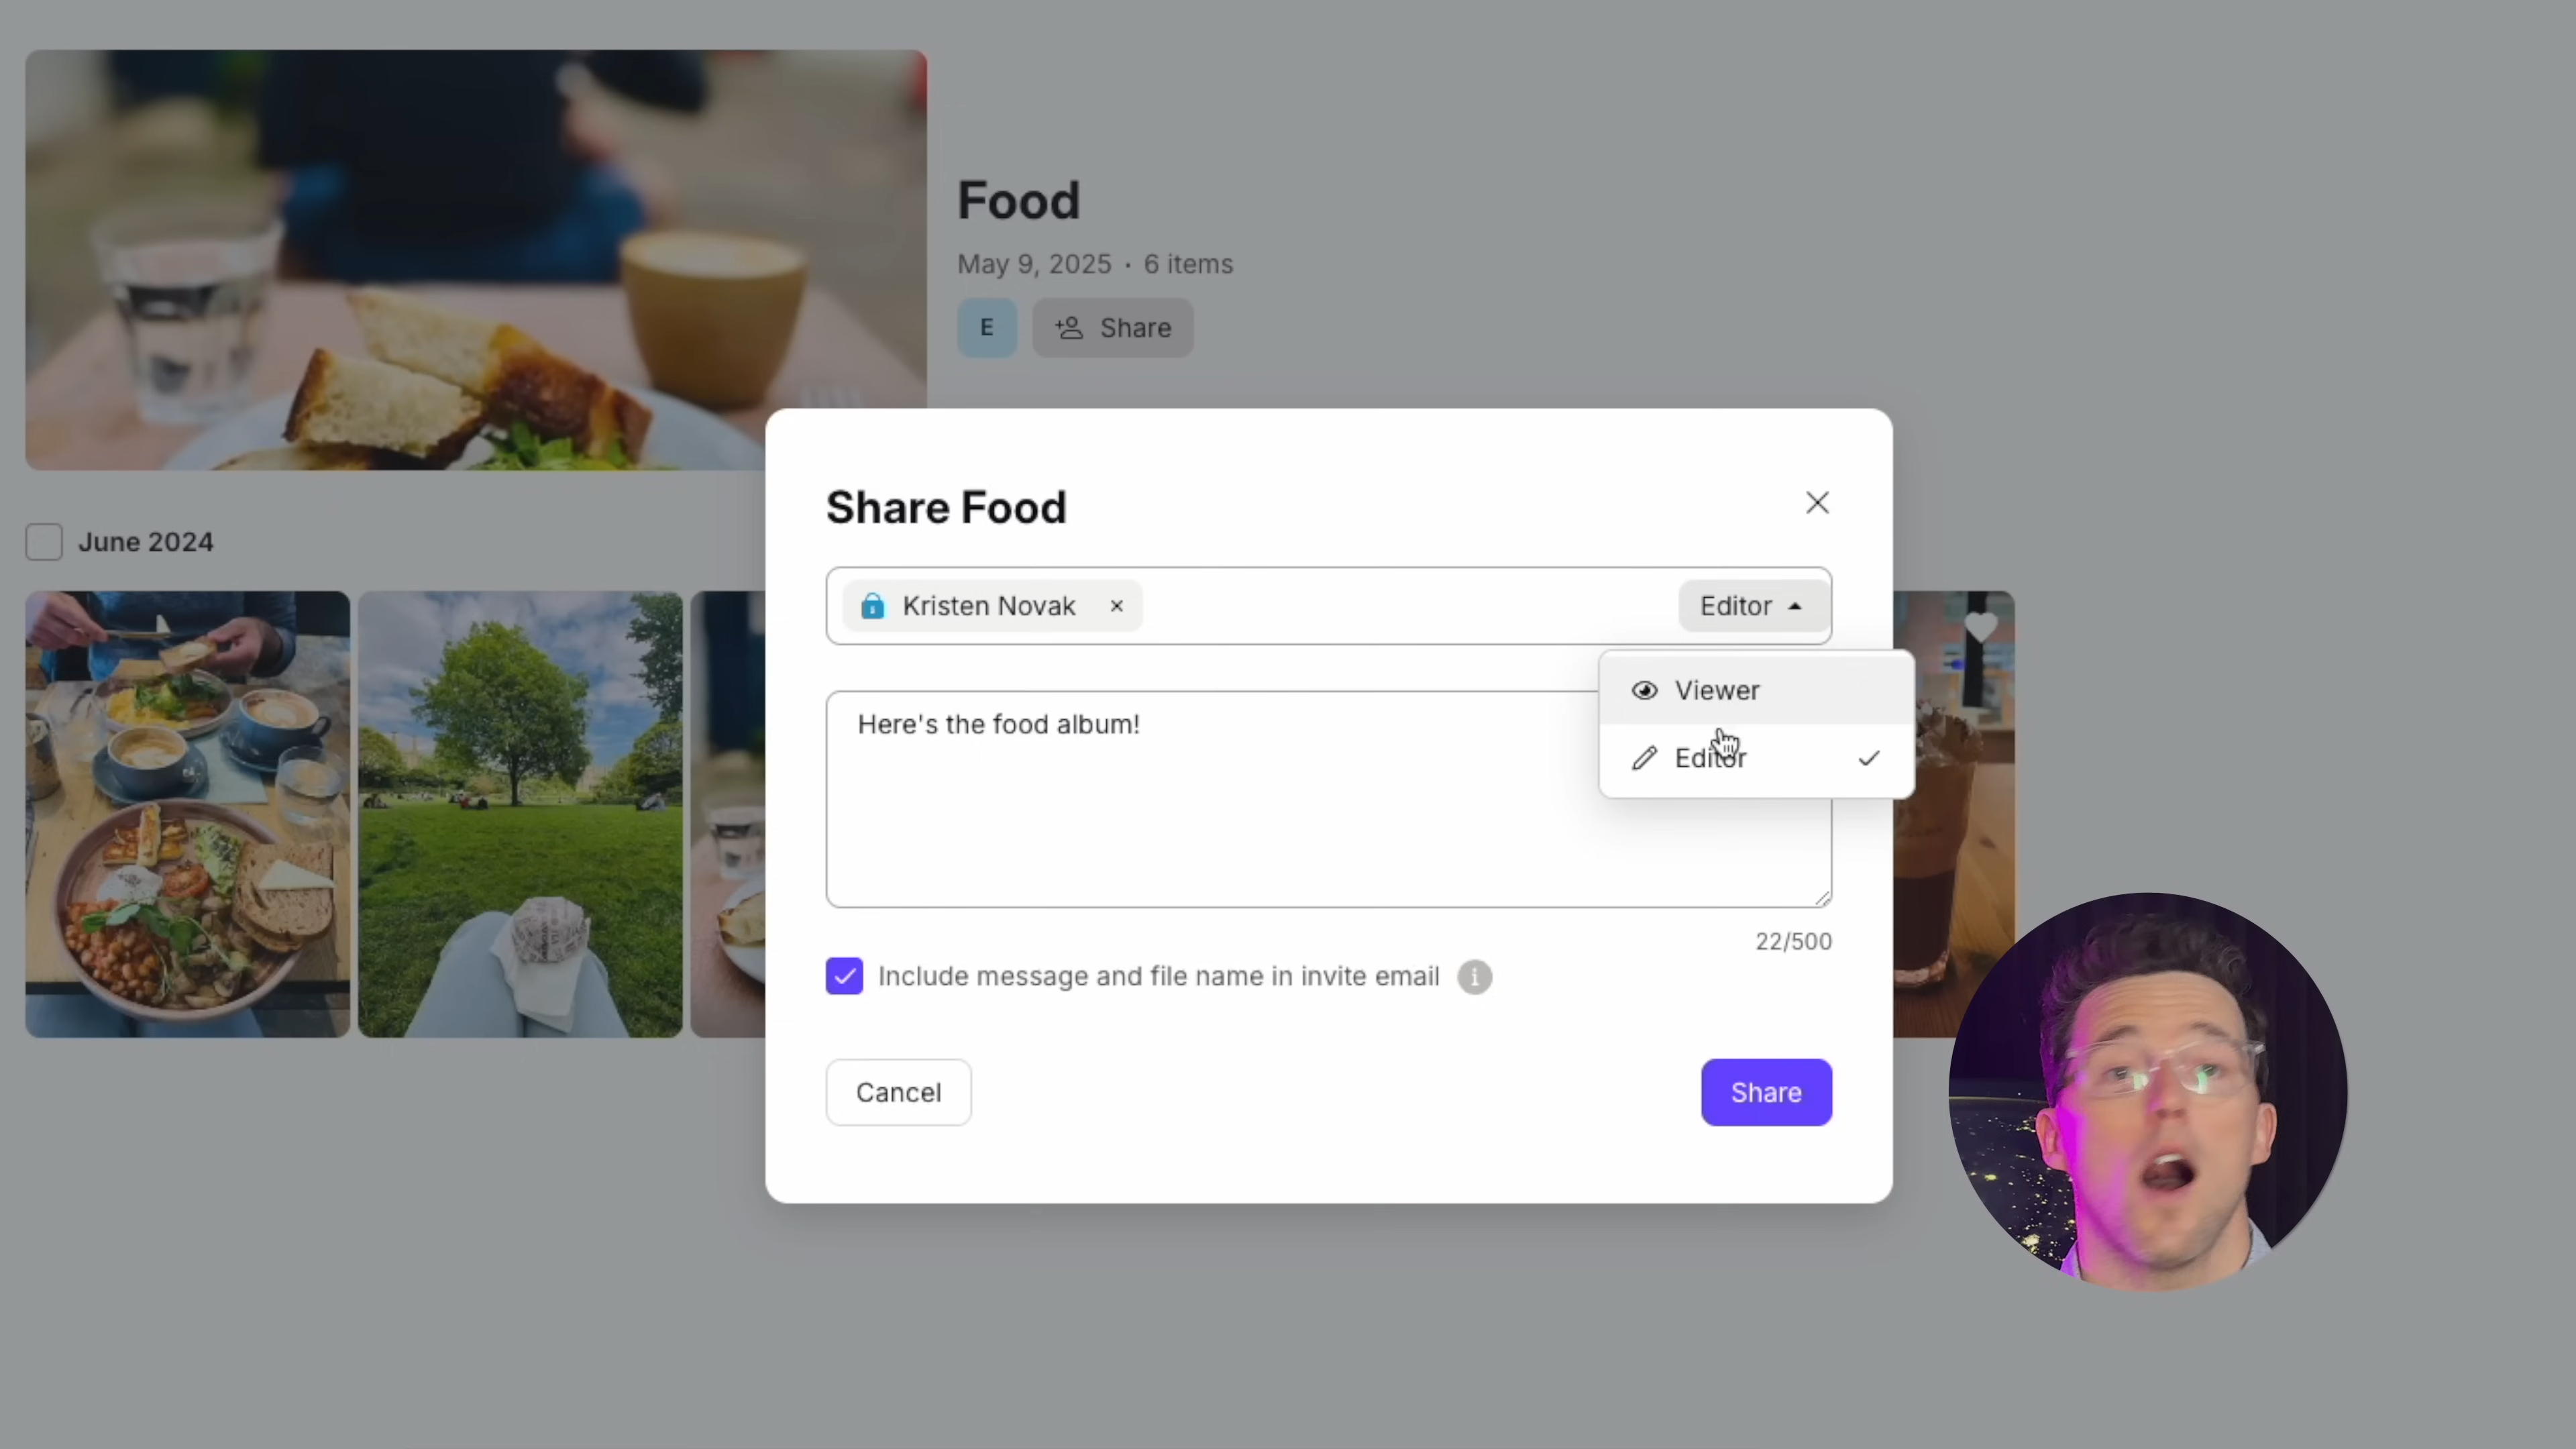 Food
May 9, 2025 · 6 items
E
Share
June 2024
Share Food
Kristen Novak
Editor
Viewer
Editor
Here's the food album!
22/500
Include message and file name in invite email
Cancel
Share